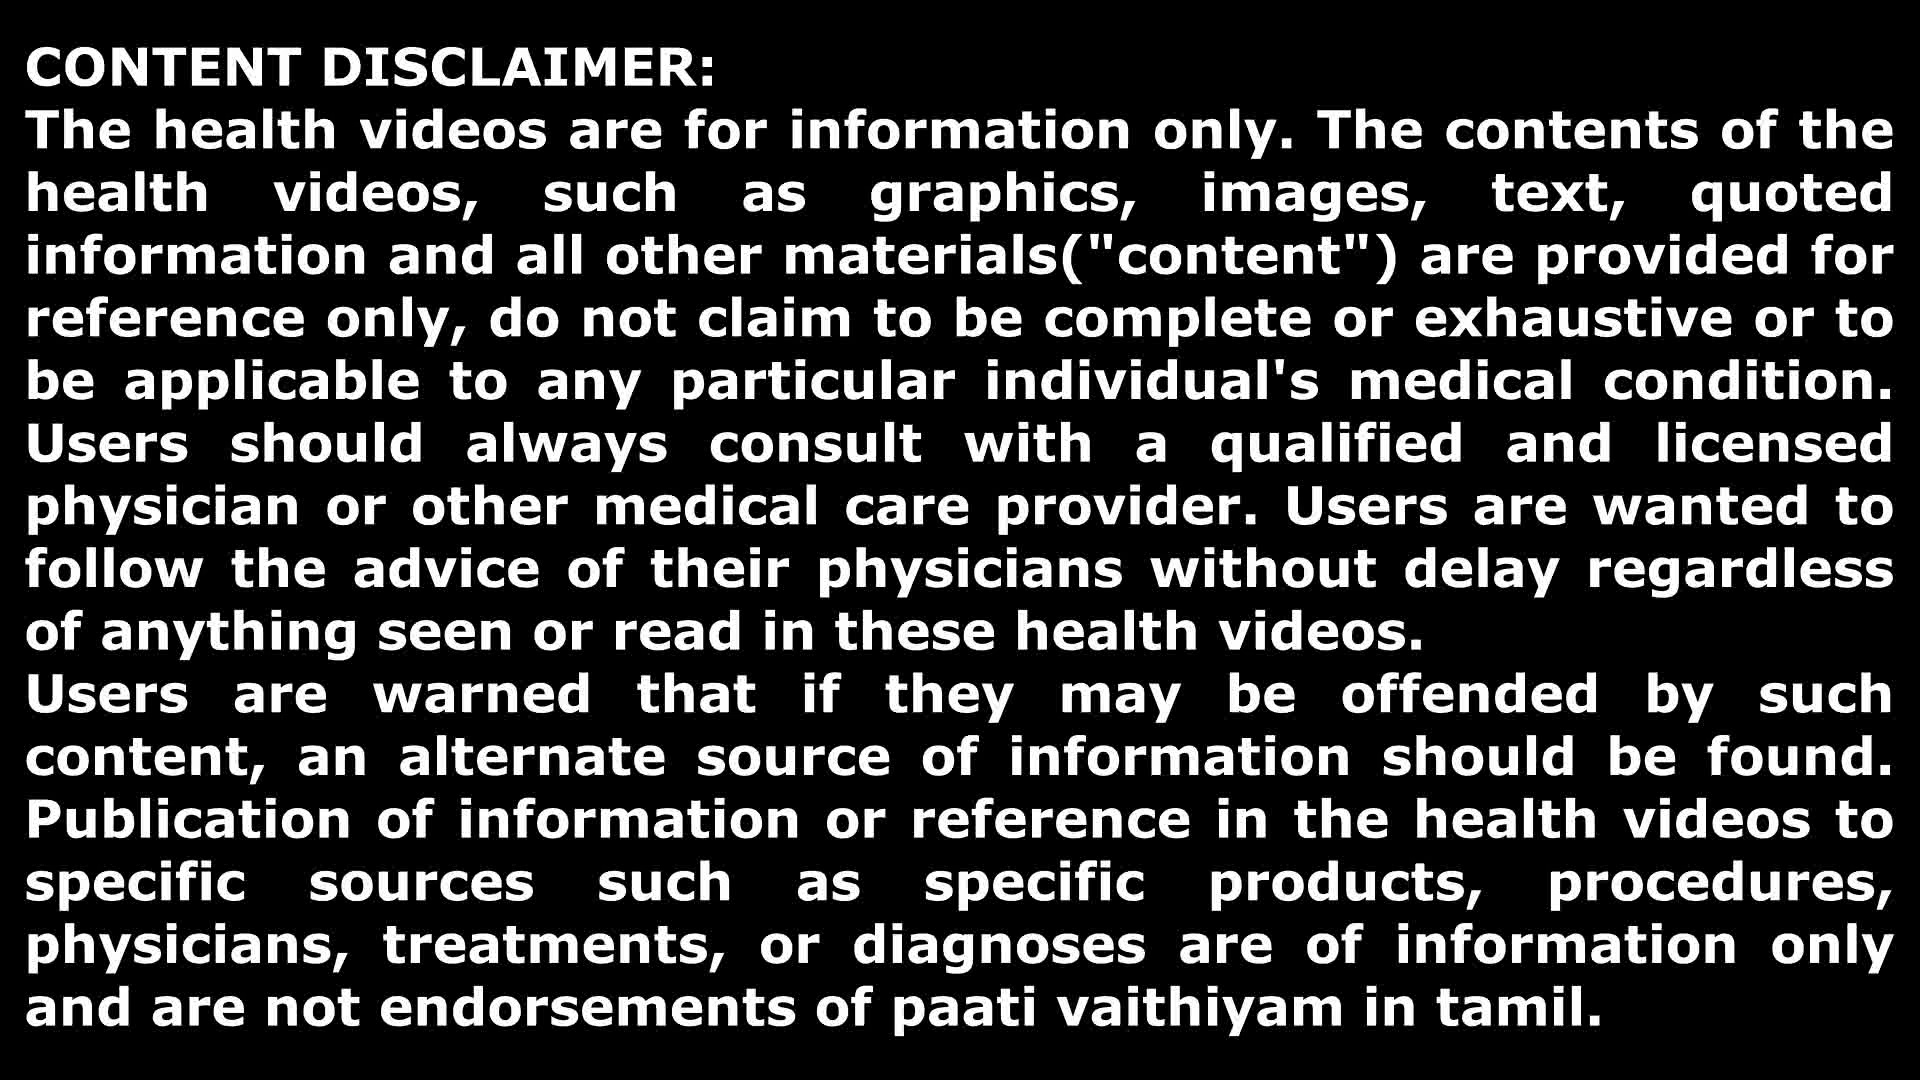 CONTENT DISCLAIMER:
The health videos are for information only. The contents of the
health videos, such as graphics, images, text, quoted
information and all other materials("content") are provided for
reference only, do not claim to be complete or exhaustive or to
be applicable to any particular individual's medical condition.
Users should always consult with a qualified and licensed
physician or other medical care provider. Users are wanted to
follow the advice of their physicians without delay regardless
of anything seen or read in these health videos.
Users are warned that if they may be offended by such
content, an alternate source of information should be found.
Publication of information or reference in the health videos to
specific sources such as specific products, procedures,
physicians, treatments, or diagnoses are of information only
and are not endorsements of paati vaithiyam in tamil.